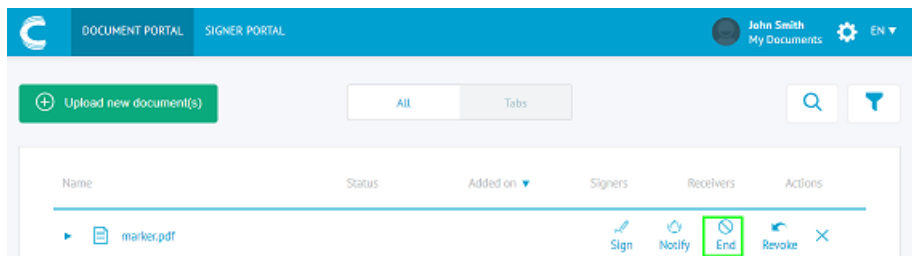 DOCUMENT PORTAL SIGNER PORTAL John Smith EN
My Documents
Upload new document(s) All Tabs
Name Status Added on Signers Receivers Actions
marker.pdf Sign Notify End Revoke